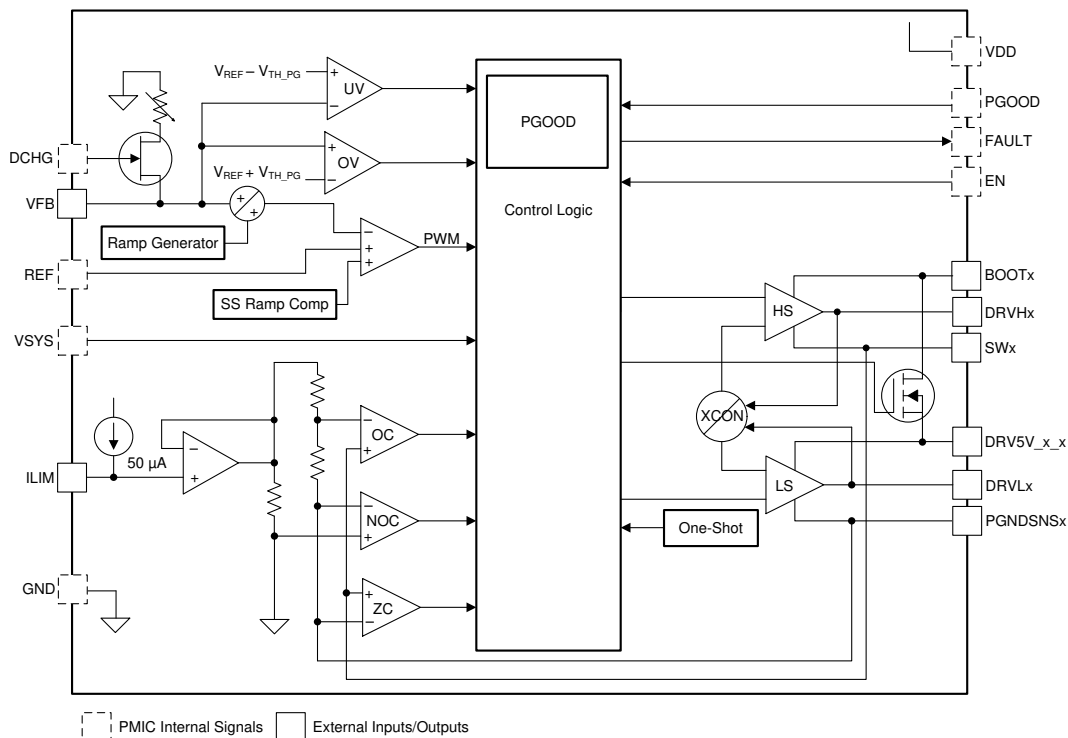 VDD
V_REF – V_TH_PG
+
UV
−
PGOOD
PGOOD
DCHG
+
OV
−
V_REF + V_TH_PG
FAULT
VFB
EN
+
+
Control Logic
Ramp Generator
−
+
+
PWM
REF
BOOTx
SS Ramp Comp
HS
DRVHx
VSYS
SWx
XCON
−
OC
+
50 µA
−
+
DRV5V_x_x
ILIM
LS
DRVLx
−
NOC
+
One-Shot
PGNDSNSx
GND
+
ZC
−
PMIC Internal Signals
External Inputs/Outputs